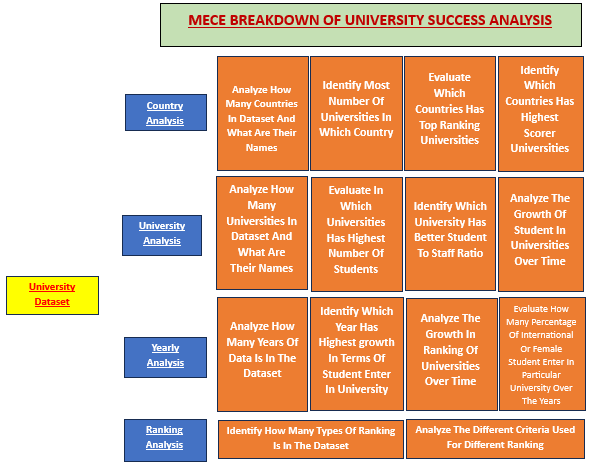 MECE BREAKDOWN OF UNIVERSITY SUCCESS ANALYSIS
Country
Analysis
Analyze How
Many Countries
In Dataset And
What Are Their
Names
Identify Most
Number Of
Universities In
Which Country
Evaluate
Which
Countries Has
Top Ranking
Universities
Identify
Which
Countries Has
Highest
Scorer
Universities
University
Analysis
Analyze How
Many
Universities In
Dataset And
What Are
Their Names
Evaluate In
Which
Universities
Has Highest
Number Of
Students
Identify Which
University Has
Better Student
To Staff Ratio
Analyze The
Growth Of
Student In
Universities
Over Time
University
Dataset
Yearly
Analysis
Analyze How
Many Years Of
Data Is In The
Dataset
Identify Which
Year Has
Highest growth
In Terms Of
Student Enter
In University
Analyze The
Growth In
Ranking Of
Universities
Over Time
Evaluate How
Many Percentage
Of International
Or Female
Student Enter In
Particular
University Over
The Years
Ranking
Analysis
Identify How Many Types Of Ranking
Is In The Dataset
Analyze The Different Criteria Used
For Different Ranking